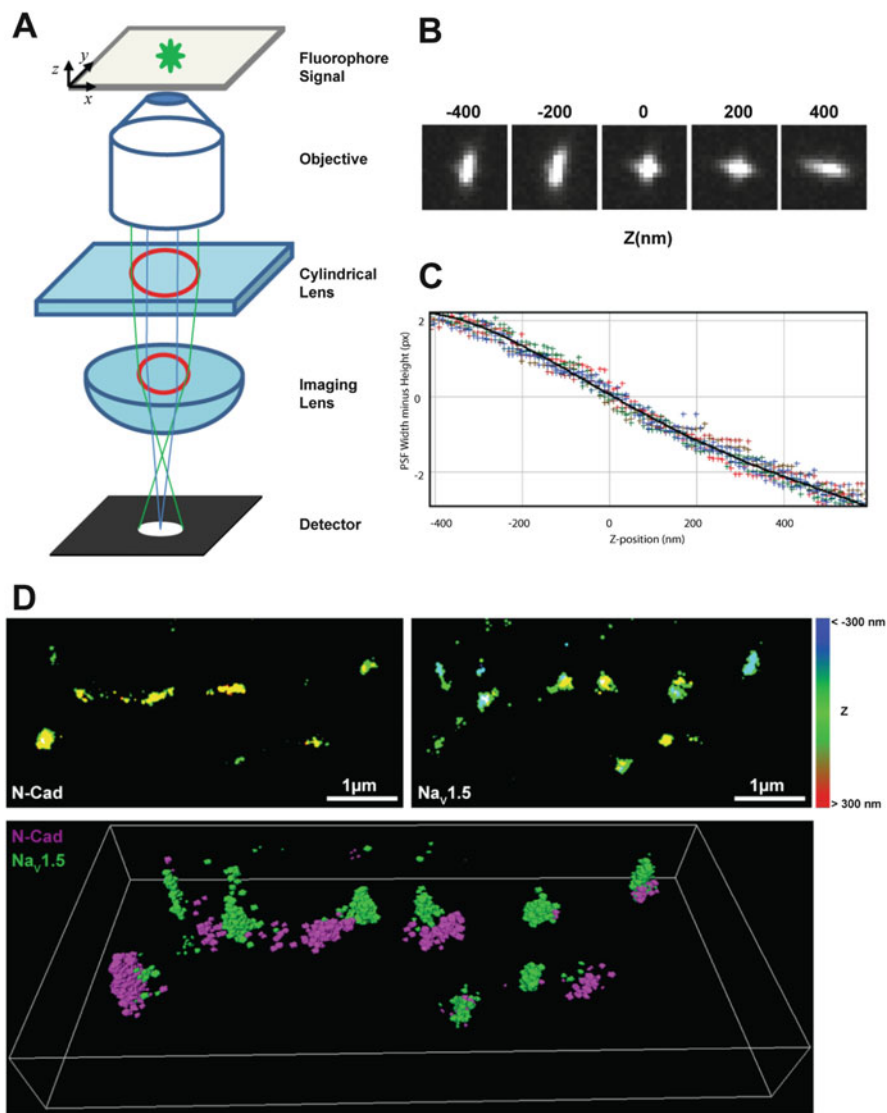 A
z
y
x
Fluorophore
Signal
Objective
Cylindrical
Lens
Imaging
Lens
Detector
B
-400 -200 0 200 400
Z(nm)
C
PSF Width minus Height (px)
2
0
-2
-400 -200 0 200 400
Z-position (nm)
D
N-Cad
1µm
Nav1.5
1µm
< -300 nm
Z
> 300 nm
N-Cad
Nav1.5